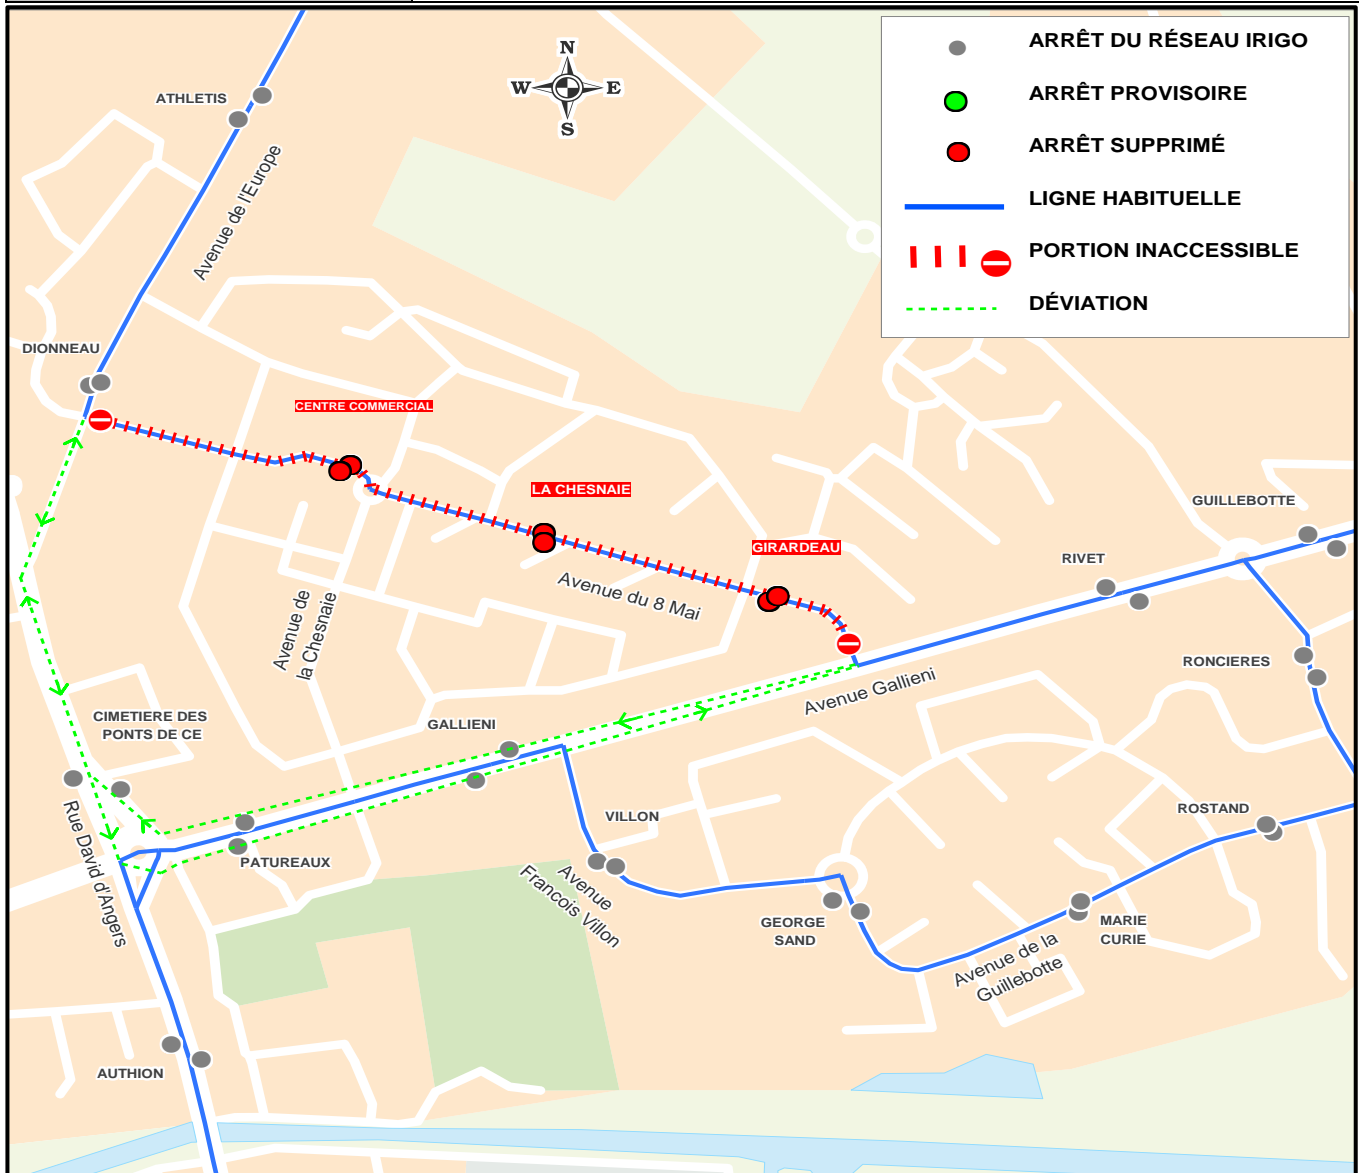 N
W
E
S
ARRÊT DU RÉSEAU IRIGO
ARRÊT PROVISOIRE
ARRÊT SUPPRIMÉ
LIGNE HABITUELLE
PORTION INACCESSIBLE
DÉVIATION
ATHLETIS
Avenue de l'Europe
DIONNEAU
CENTRE COMMERCIAL
LA CHESNAIE
GIRARDEAU
GUILLEBOTTE
RIVET
Avenue du 8 Mai
Avenue de
la Chesnaie
RONCIERES
Avenue Gallieni
CIMETIERE DES
PONTS DE CE
GALLIENI
VILLON
ROSTAND
Rue David d'Angers
PATUREAUX
Avenue
Francois Villon
GEORGE
SAND
MARIE
CURIE
Avenue de la
Guillebotte
AUTHION